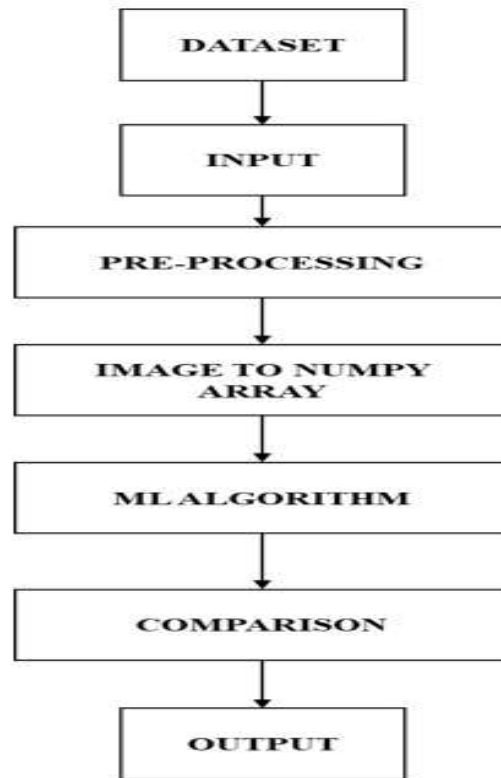 DATASET
INPUT
PRE-PROCESSING
IMAGE TO NUMPY
ARRAY
ML ALGORITHM
COMPARISON
OUTPUT